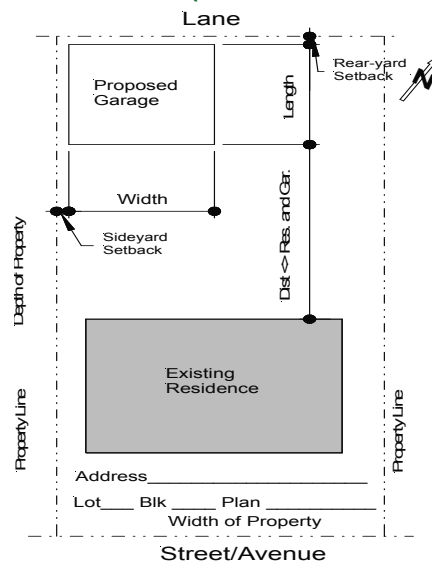 Lane
Proposed
Garage
Rear-yard
Setback
N
Length
Width
Sideyard
Setback
Dist <> Res. and Gar.
Depth of Property
Existing
Residence
Property Line
Property Line
Address
Lot Blk Plan
Width of Property
Street/Avenue